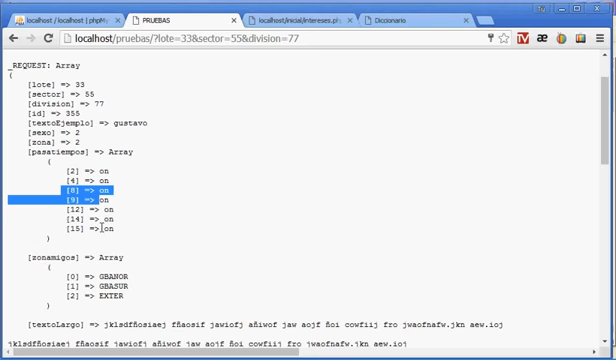 localhost / localhost | phpMy
PRUEBAS
localhost/inicial/intereses.ph
Diccionario
localhost/pruebas/?lote=33&sector=55&division=77
_REQUEST: Array
(
[lote] => 33
[sector] => 55
[division] => 77
[id] => 355
[textoEjemplo] => gustavo
[sexo] => 2
[zona] => 2
[pasatiempos] => Array
(
[2] => on
[4] => on
[8] => on
[9] => on
[12] => on
[14] => on
[15] => on
)
[zonamigos] => Array
(
[0] => GBANOR
[1] => GBASUR
[2] => EXTER
)
[textoLargo] => jklsdfñosiaej fñaosif jawiofj añiwof jaw aojf ñoi cowfiij fro jwaofnafw.jkn aew.ioj
jklsdfñosiaej fñaosif jawiofj añiwof jaw aojf ñoi cowfiij fro jwaofnafw.jkn aew.ioj